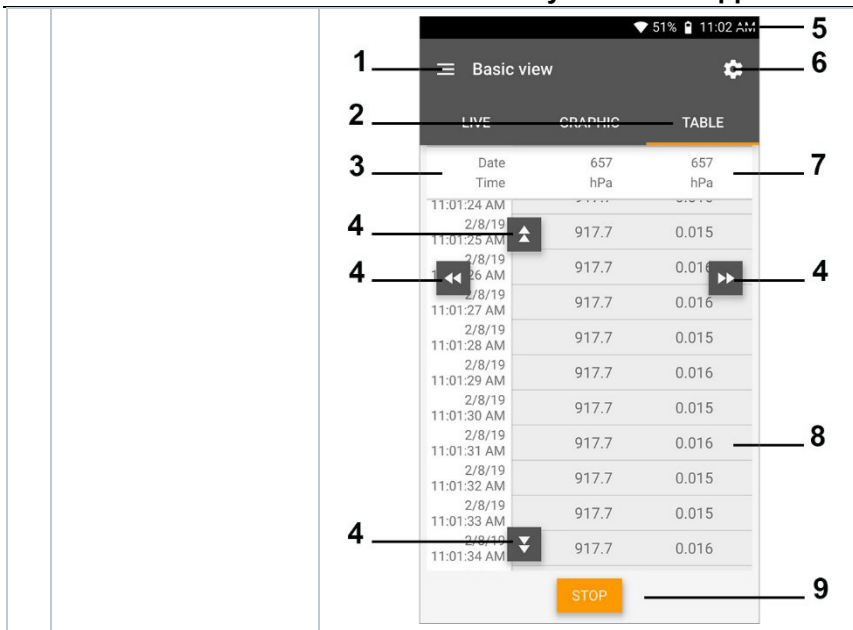 51% 11:02 AM 5
1 Basic view 6
2 LIVE GRAPHIC TABLE
3 Date 657 657 7
Time hPa hPa
11:01:24 AM
4 2/8/19 917.7 0.015
11:01:25 AM
4 2/8/19 917.7 4
26 AM
2/8/19 917.7 0.016
11:01:27 AM
2/8/19 917.7 0.015
11:01:28 AM
2/8/19 917.7 0.016
11:01:29 AM
2/8/19 917.7 0.015
11:01:30 AM
2/8/19 917.7 0.016 8
11:01:31 AM
2/8/19 917.7 0.015
11:01:32 AM
2/8/19 917.7 0.015
11:01:33 AM
4 2/8/19 917.7 0.016
11:01:34 AM
STOP 9